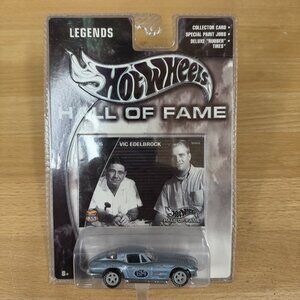 LEGENDS
COLLECTOR CARD •
SPECIAL PAINT JOBS •
DELUXE "RUBBER"
TIRES
Hot Wheels
HALL OF FAME
VIC EDELBROCK
8+